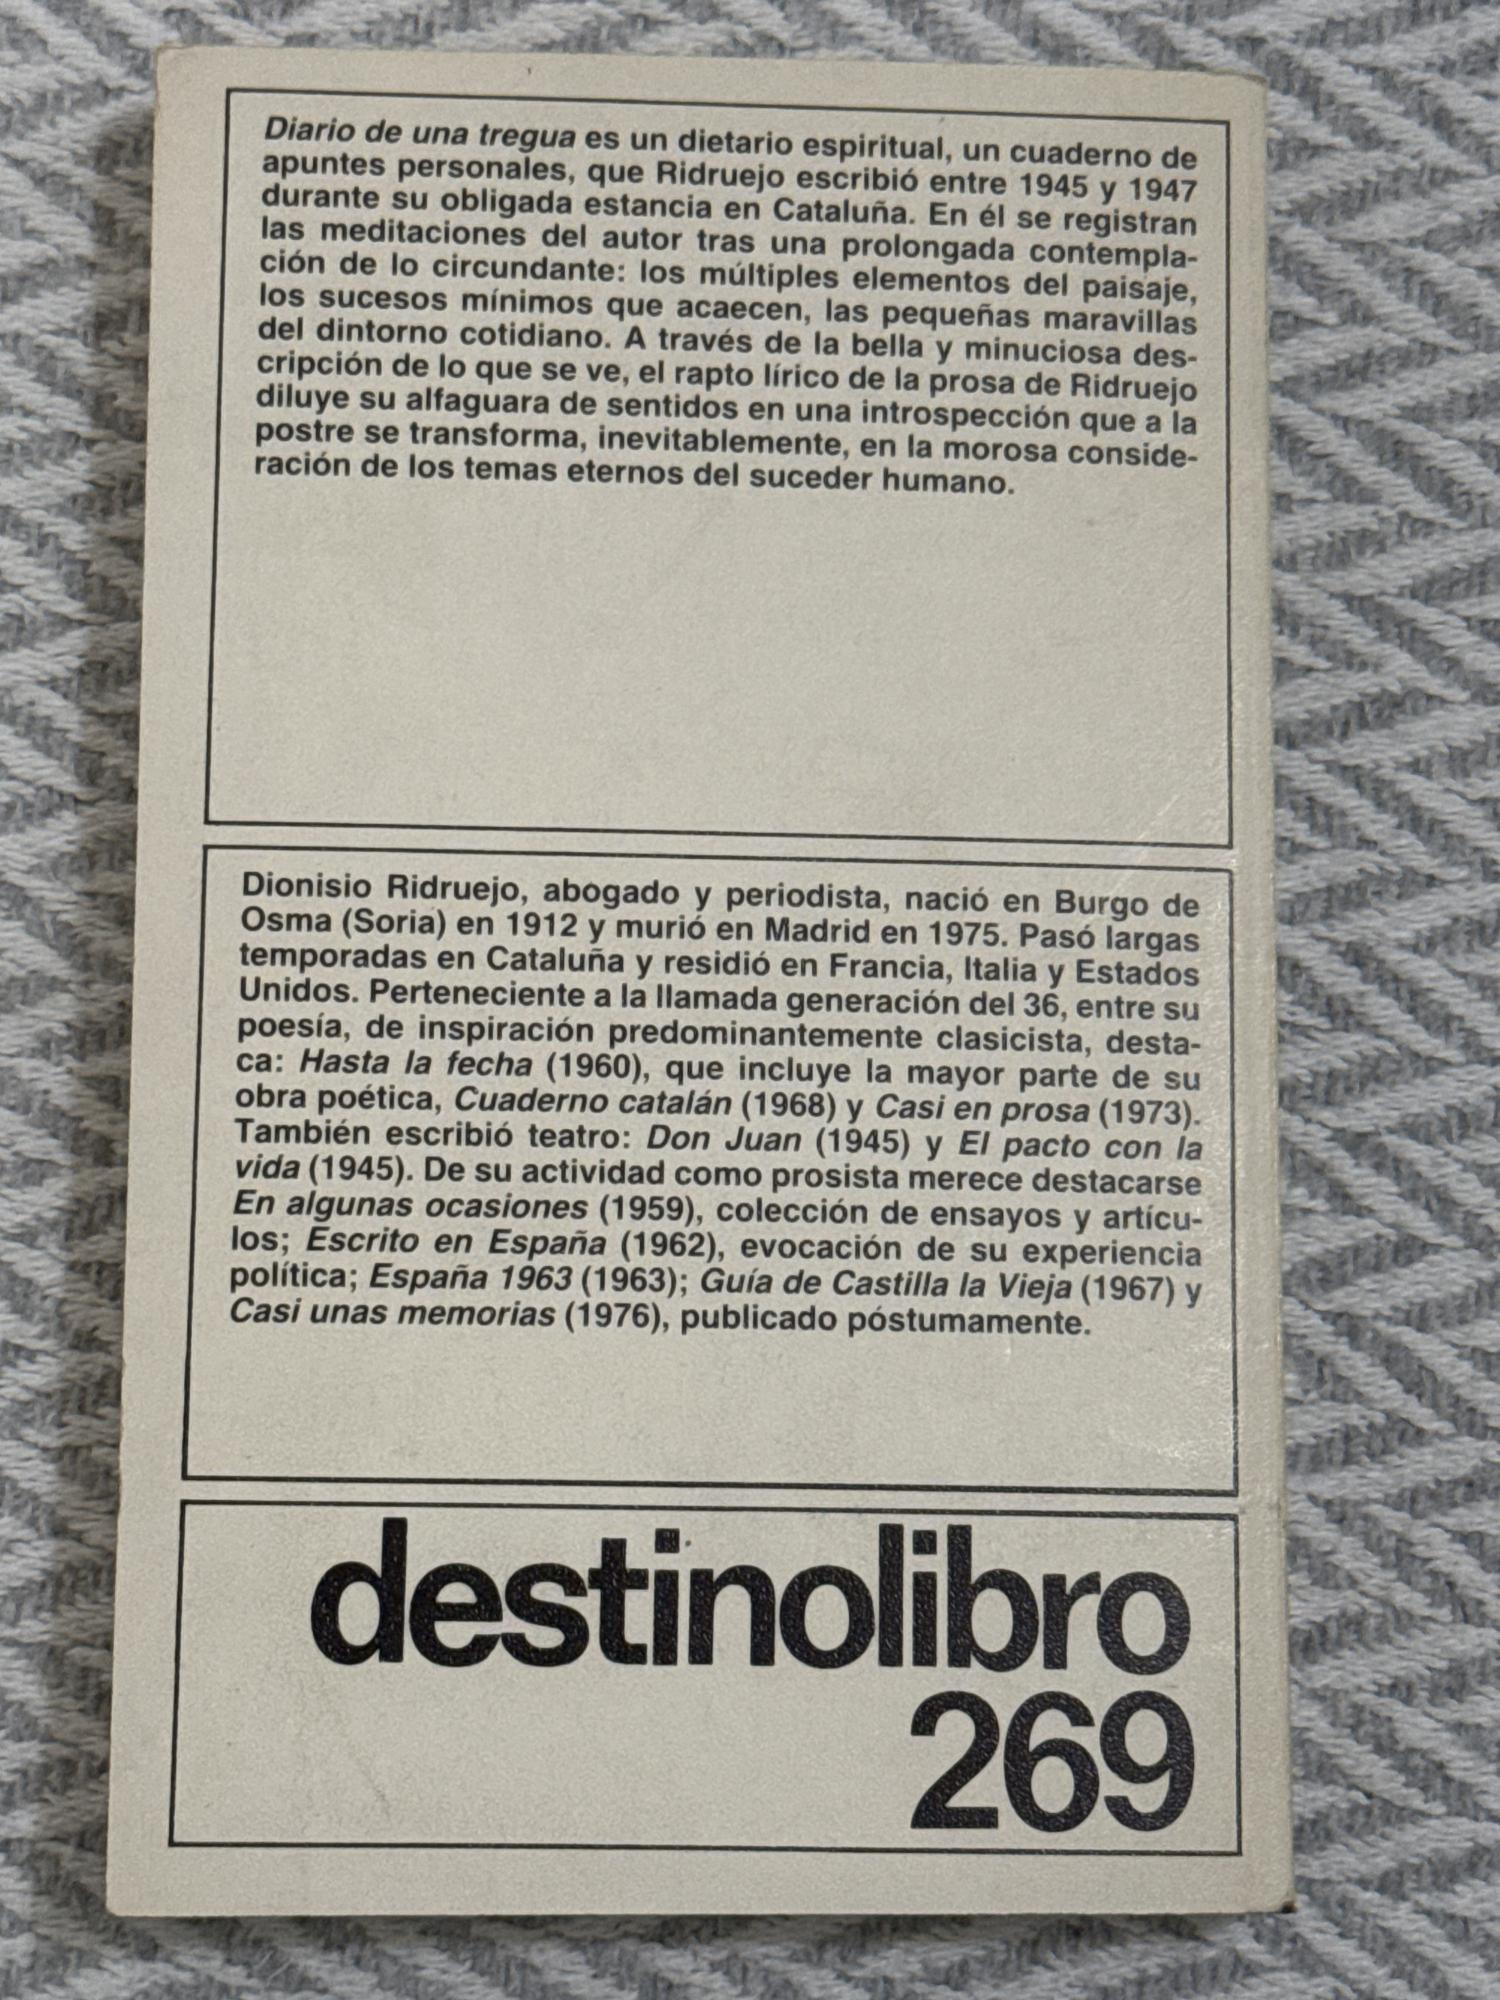 Diario de una tregua es un dietario espiritual, un cuaderno de
apuntes personales, que Ridruejo escribió entre 1945 y 1947
durante su obligada estancia en Cataluña. En él se registran
las meditaciones del autor tras una prolongada contempla-
ción de lo circundante: los múltiples elementos del paisaje,
los sucesos mínimos que acaecen, las pequeñas maravillas
del dintorno cotidiano. A través de la bella y minuciosa des-
cripción de lo que se ve, el rapto lírico de la prosa de Ridruejo
diluye su alfaguara de sentidos en una introspección que a la
postre se transforma, inevitablemente, en la morosa conside-
ración de los temas eternos del suceder humano.
Dionisio Ridruejo, abogado y periodista, nació en Burgo de
Osma (Soria) en 1912 y murió en Madrid en 1975. Pasó largas
temporadas en Cataluña y residió en Francia, Italia y Estados
Unidos. Perteneciente a la llamada generación del 36, entre su
poesía, de inspiración predominantemente clasicista, desta-
ca: Hasta la fecha (1960), que incluye la mayor parte de su
obra poética, Cuaderno catalán (1968) y Casi en prosa (1973).
También escribió teatro: Don Juan (1945) y El pacto con la
vida (1945). De su actividad como prosista merece destacarse
En algunas ocasiones (1959), colección de ensayos y artícu-
los; Escrito en España (1962), evocación de su experiencia
política; España 1963 (1963); Guía de Castilla la Vieja (1967) y
Casi unas memorias (1976), publicado póstumamente.
destinolibro
269